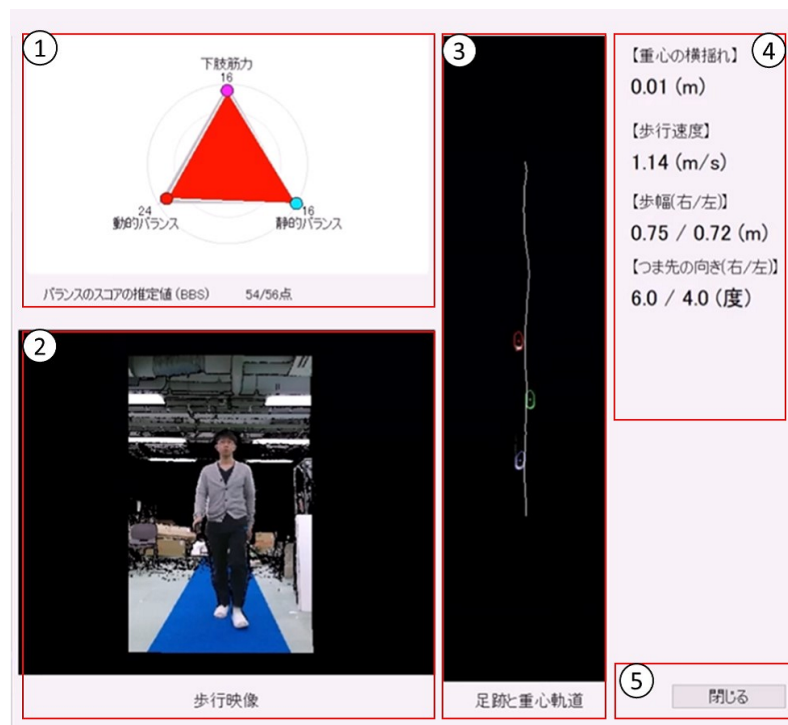 ①
下肢筋力
16
24
動的バランス
16
静的バランス
バランスのスコアの推定値(BBS) 54/56点
②
歩行映像
③
足跡と重心軌道
④
【重心の横揺れ】
0.01 (m)
【歩行速度】
1.14 (m/s)
【歩幅(右/左)】
0.75 / 0.72 (m)
【つま先の向き(右/左)】
6.0 / 4.0 (度)
⑤
閉じる